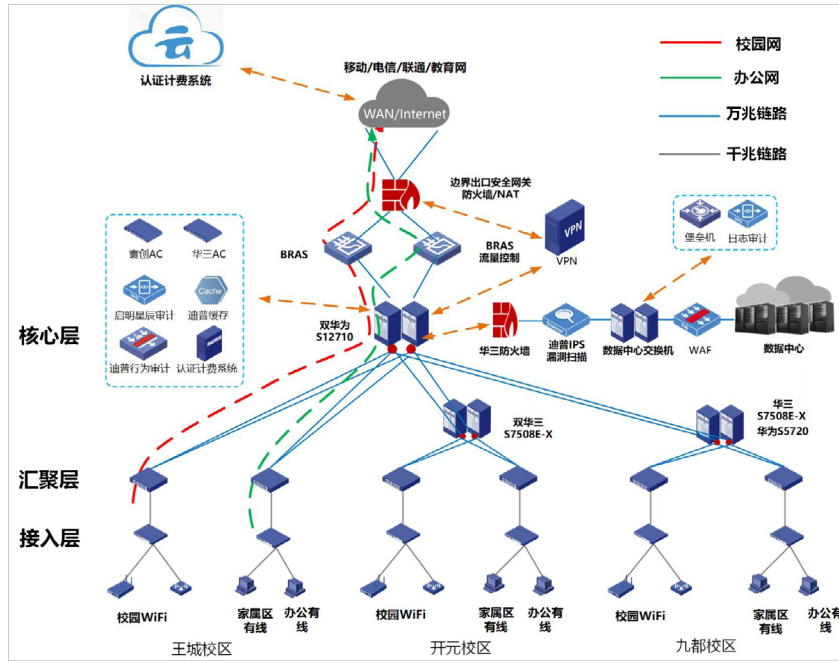 云
认证计费系统
移动/电信/联通/教育网
WAN/Internet
校园网
办公网
万兆链路
千兆链路
边界出口安全网关
防火墙/NAT
BRAS
BRAS
流量控制
VPN
VPN
堡垒机
日志审计
寰创AC
华三AC
启明星辰审计
Cache
迪普缓存
迪普行为审计
认证计费系统
核心层
双华为
S12710
华三防火墙
迪普IPS
漏洞扫描
数据中心交换机
WAF
数据中心
双华三
S7508E-X
华三
S7508E-X
华为S5720
汇聚层
接入层
校园WiFi
家属区
有线
办公有
线
校园WiFi
家属区
有线
办公有
线
校园WiFi
家属区
有线
办公有
线
王城校区
开元校区
九都校区